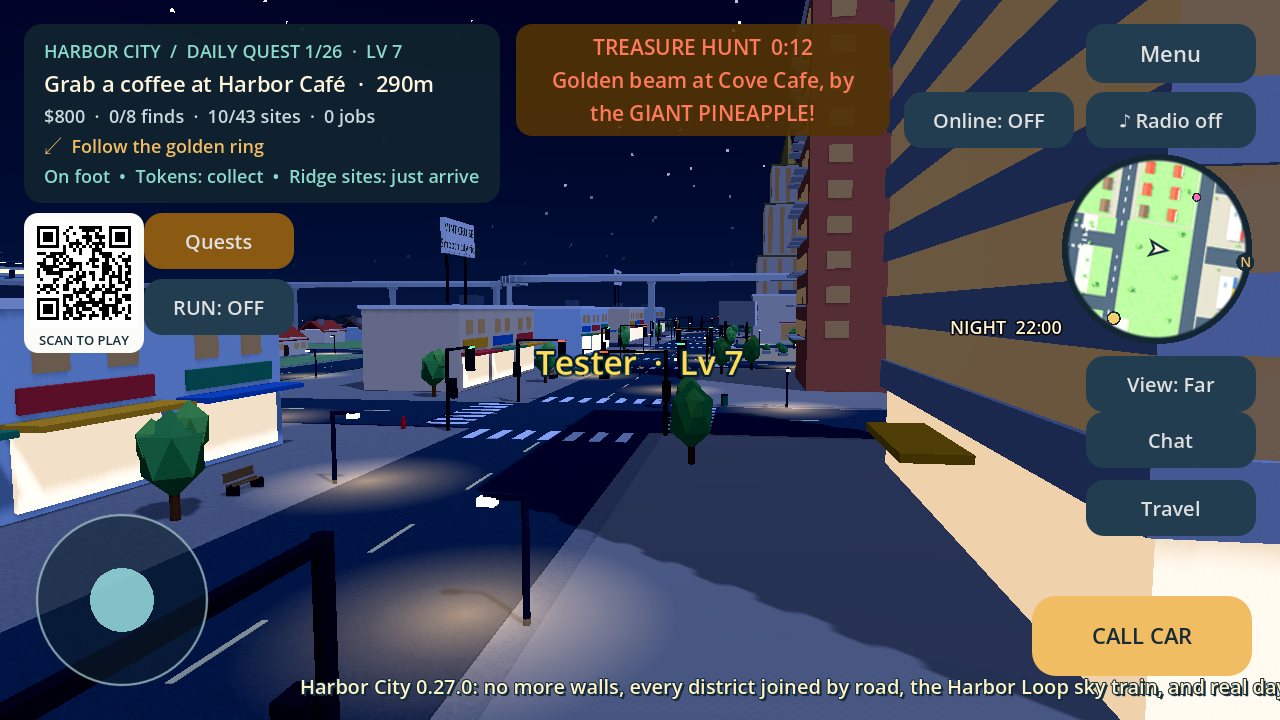 HARBOR CITY / DAILY QUEST 1/26 · LV 7
Grab a coffee at Harbor Café · 290m
$800 · 0/8 finds · 10/43 sites · 0 jobs
↙ Follow the golden ring
On foot • Tokens: collect • Ridge sites: just arrive
TREASURE HUNT 0:12
Golden beam at Cove Cafe, by
the GIANT PINEAPPLE!
Menu
Online: OFF
♪ Radio off
Quests
RUN: OFF
SCAN TO PLAY
N
NIGHT 22:00
Tester · Lv 7
View: Far
Chat
Travel
CALL CAR
Harbor City 0.27.0: no more walls, every district joined by road, the Harbor Loop sky train, and real day